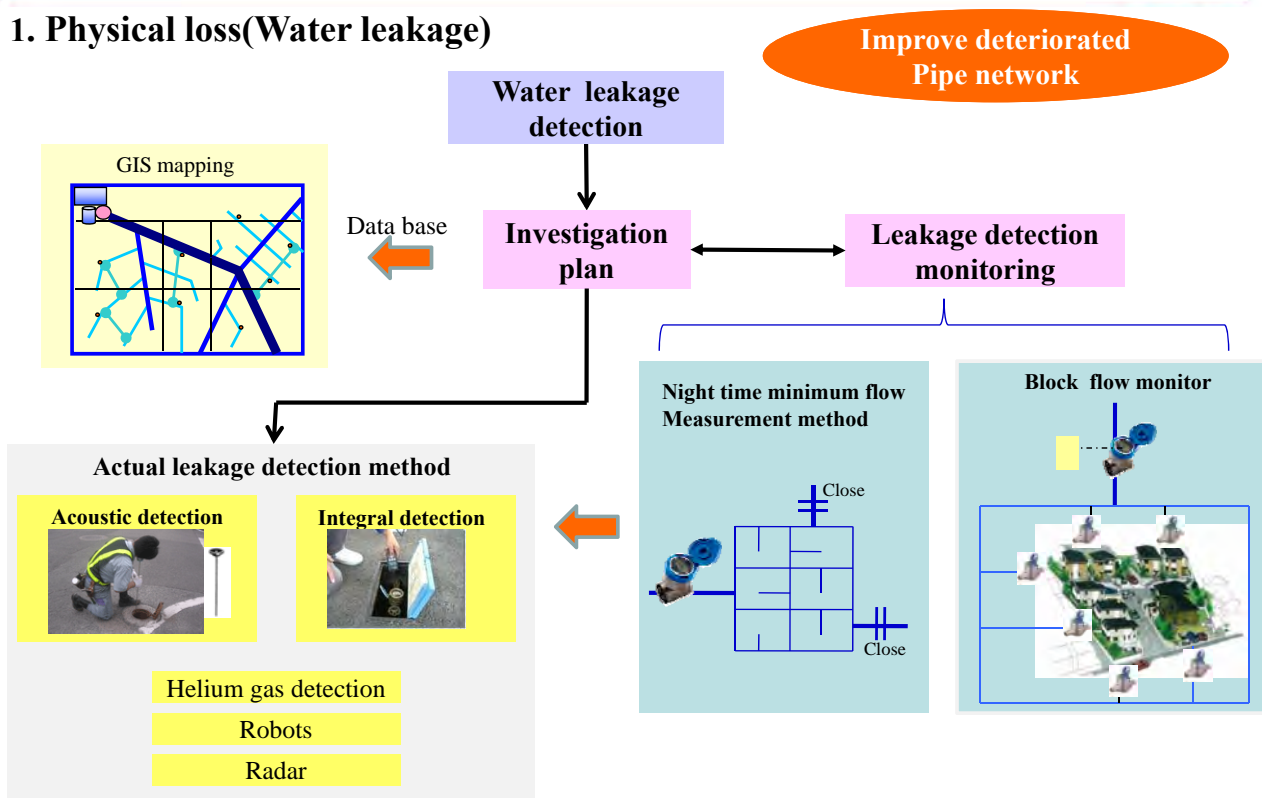 1. Physical loss(Water leakage)
Improve deteriorated
Pipe network
Water leakage
detection
GIS mapping
Data base
Investigation
plan
Leakage detection
monitoring
Night time minimum flow
Measurement method
Close
Close
Block flow monitor
Actual leakage detection method
Acoustic detection
Integral detection
Helium gas detection
Robots
Radar